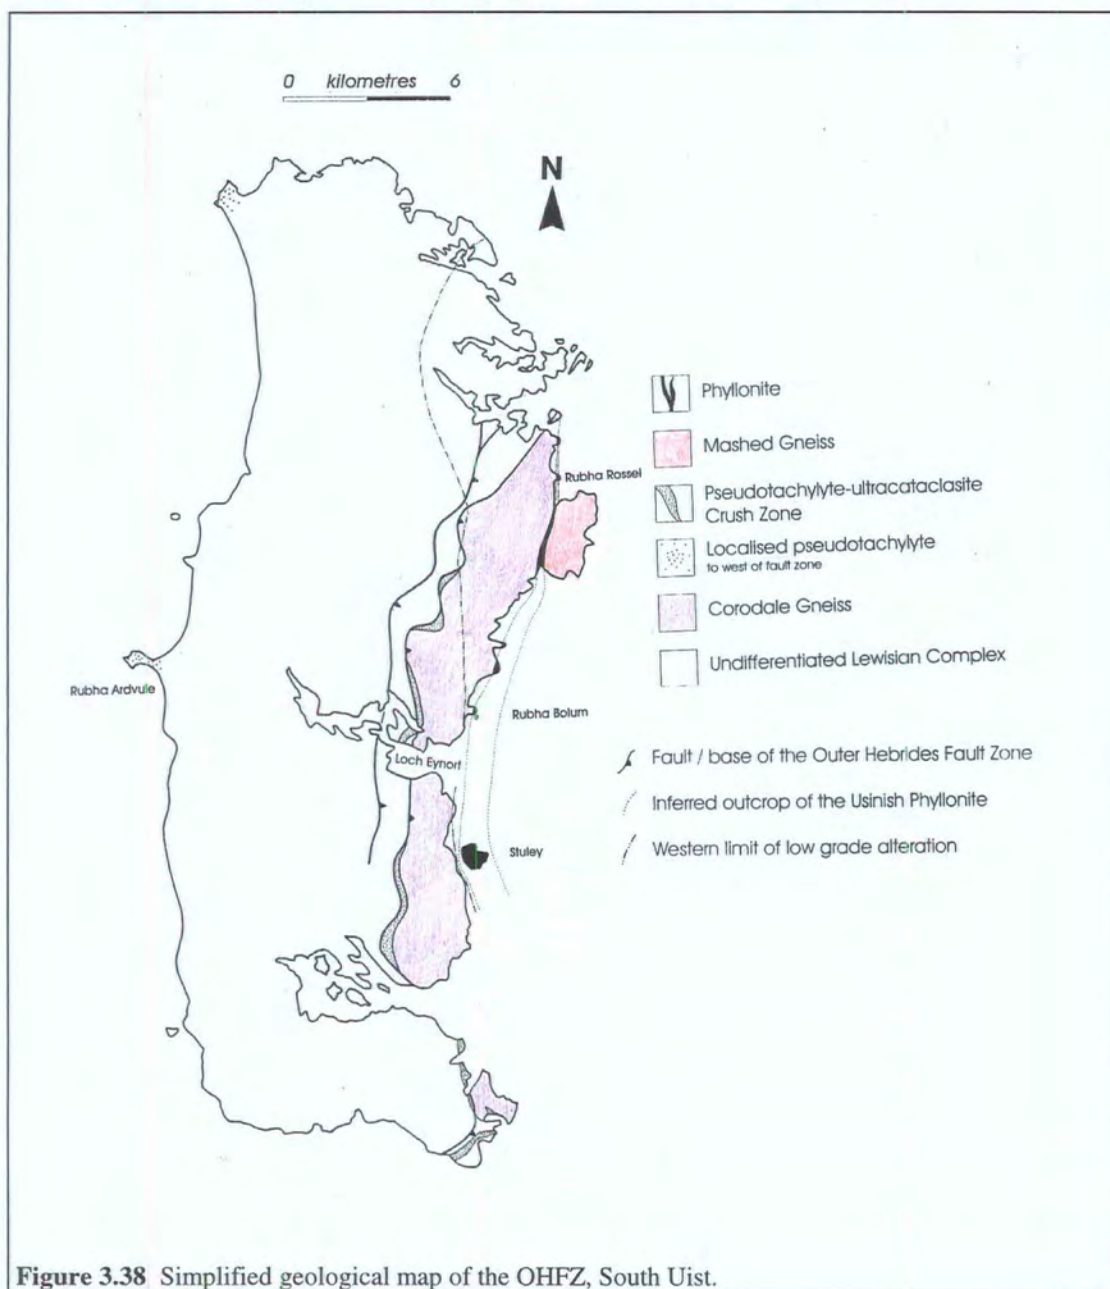 0 kilometres 6
N
Phyllonite
Mashed Gneiss
Rubha Rossel
Pseudotachylyte-ultracataclasite
Crush Zone
Localised pseudotachylyte
to west of fault zone
Corodale Gneiss
Undifferentiated Lewisian Complex
Rubha Ardvule
Rubha Bolum
Loch Eynort
Fault / base of the Outer Hebrides Fault Zone
Inferred outcrop of the Usinish Phyllonite
Stuley
Western limit of low grade alteration
Figure 3.38 Simplified geological map of the OHFZ, South Uist.